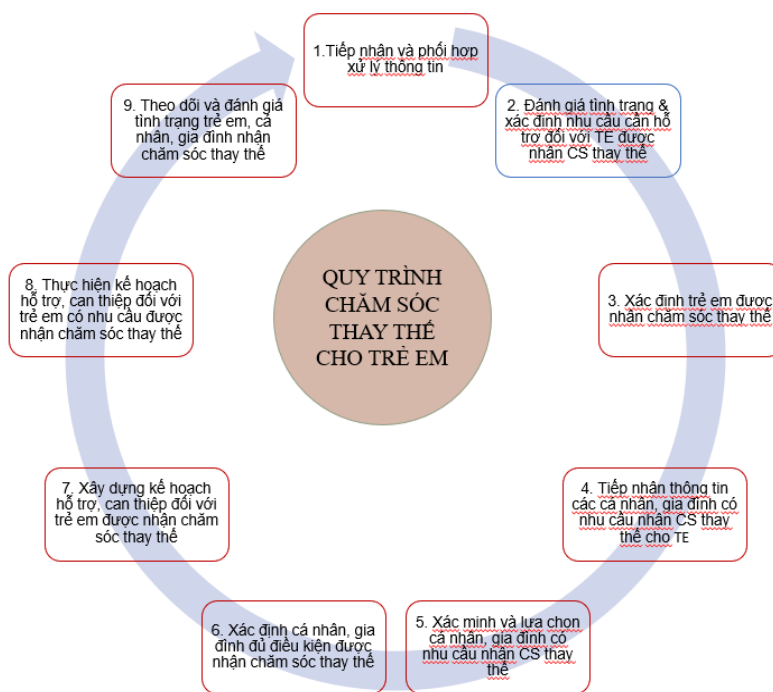 1.Tiếp nhận và phối hợp
xử lý thông tin
2. Đánh giá tình trạng &
xác định nhu cầu cần hỗ
trợ đối với TE được
nhận CS thay thế
3. Xác định trẻ em được
nhận chăm sóc thay thế
4. Tiếp nhận thông tin
các cá nhân, gia đình có
nhu cầu nhận CS thay
thế cho TE
5. Xác minh và lựa chọn
cá nhân, gia đình có
nhu cầu nhận CS thay
thế
6. Xác định cá nhân, gia
đình đủ điều kiện được
nhận chăm sóc thay thế
7. Xây dựng kế hoạch
hỗ trợ, can thiệp đối với
trẻ em được nhận chăm
sóc thay thế
8. Thực hiện kế hoạch
hỗ trợ, can thiệp đối với
trẻ em có nhu cầu được
nhận chăm sóc thay thế
9. Theo dõi và đánh giá
tình trạng trẻ em, cá
nhân, gia đình nhận
chăm sóc thay thế
QUY TRÌNH
CHĂM SÓC
THAY THẾ
CHO TRẺ EM